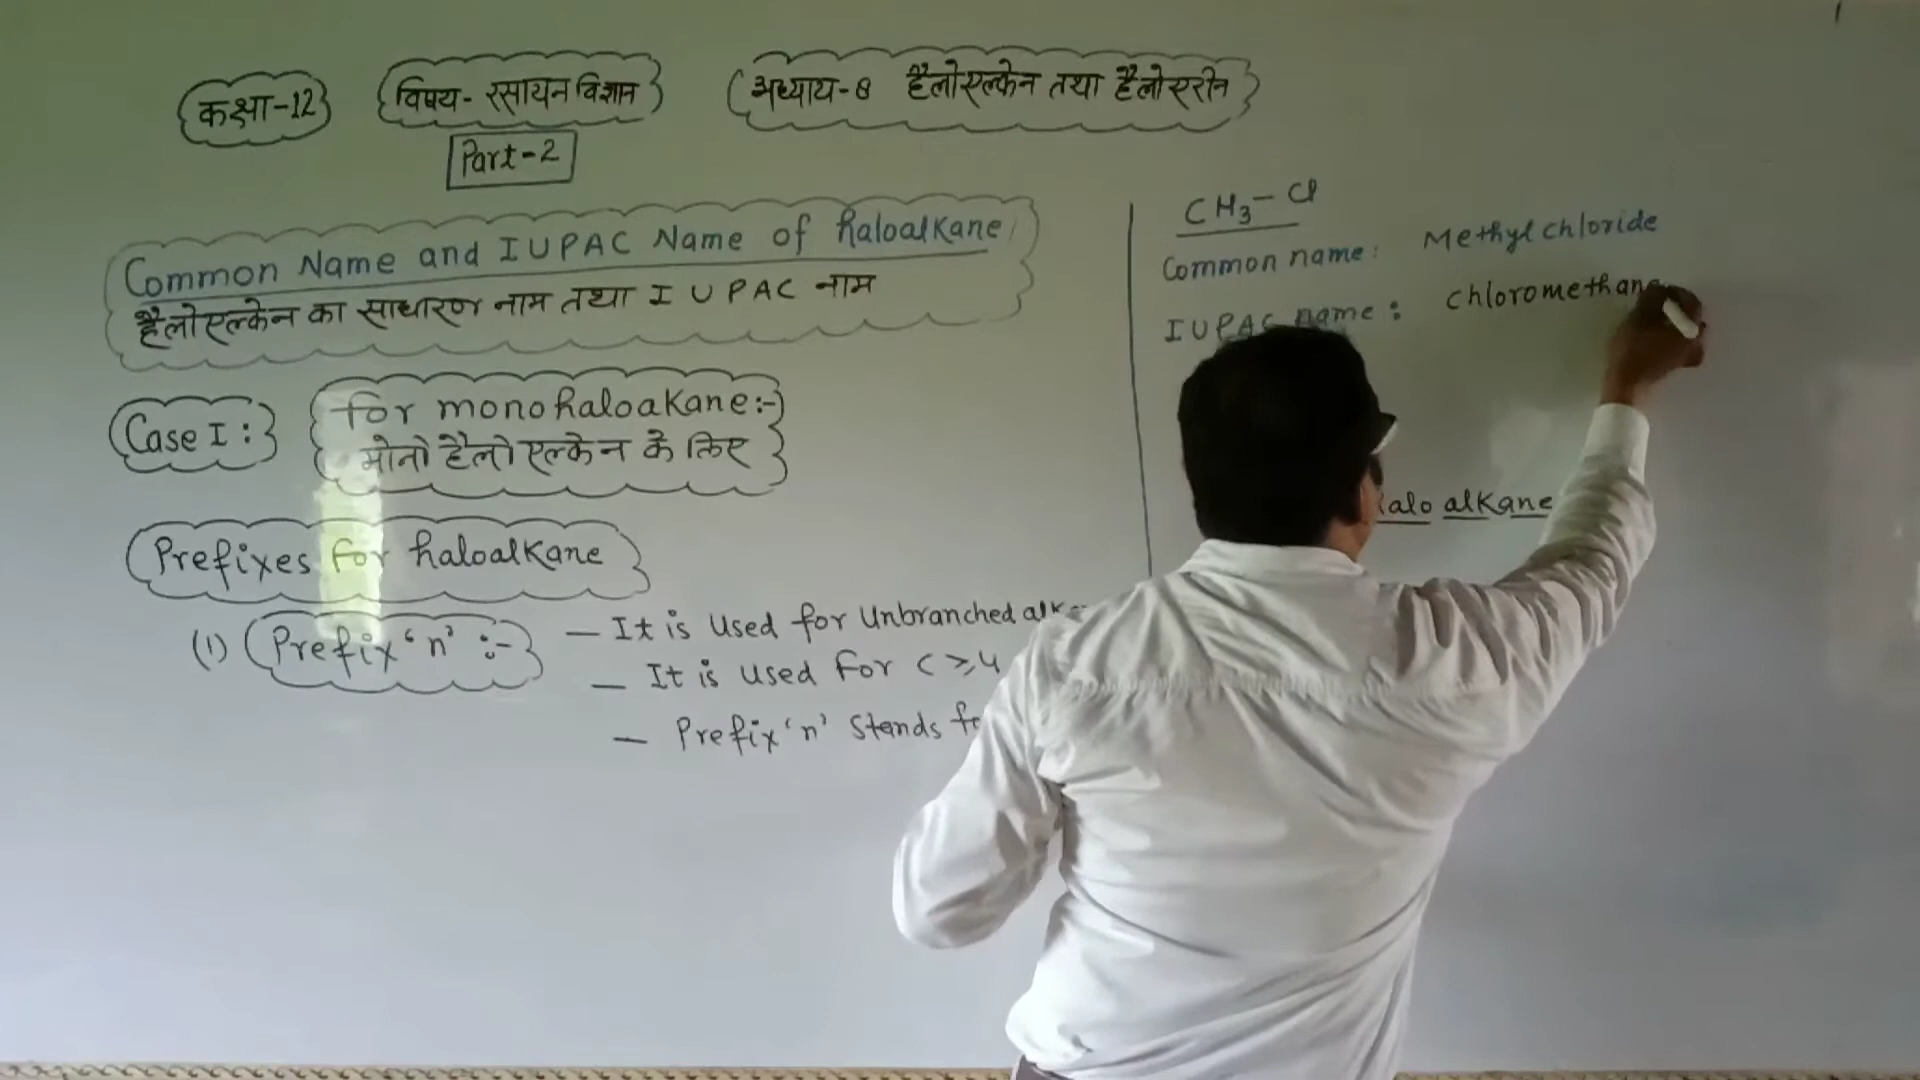 कक्षा-12
विषय- रसायन विज्ञान
अध्याय-8 हैलोएल्केन तथा हैलोएरीन
Part-2
Common Name and IUPAC Name of haloalkane
हैलोएल्केन का साधारण नाम तथा IUPAC नाम
Case I:
for monohaloakane:-
मोनो हैलोएल्केन के लिए
Prefixes for haloalkane
(1) Prefix 'n' :-
— It is used for Unbranched
— It is used for C ≥ 4
— Prefix 'n' Stands
CH3 - Cl
Common name: Methyl chloride
IUPAC name: Chloromethane
alkane